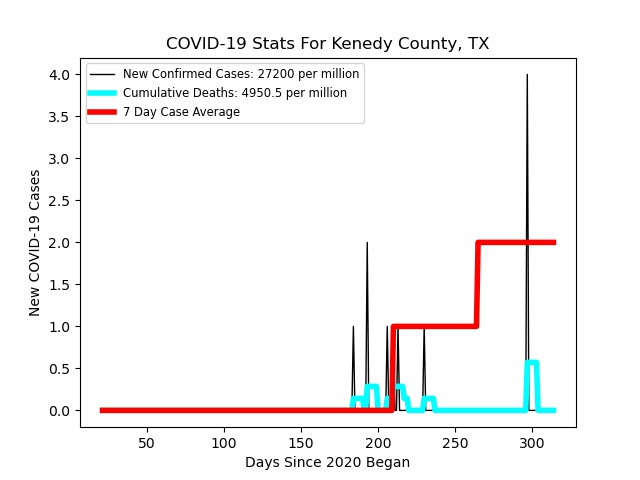 COVID-19 Stats For Kenedy County, TX
New Confirmed Cases: 27200 per million
Cumulative Deaths: 4950.5 per million
7 Day Case Average
New COVID-19 Cases
4.0
3.5
3.0
2.5
2.0
1.5
1.0
0.5
0.0
50 100 150 200 250 300
Days Since 2020 Began